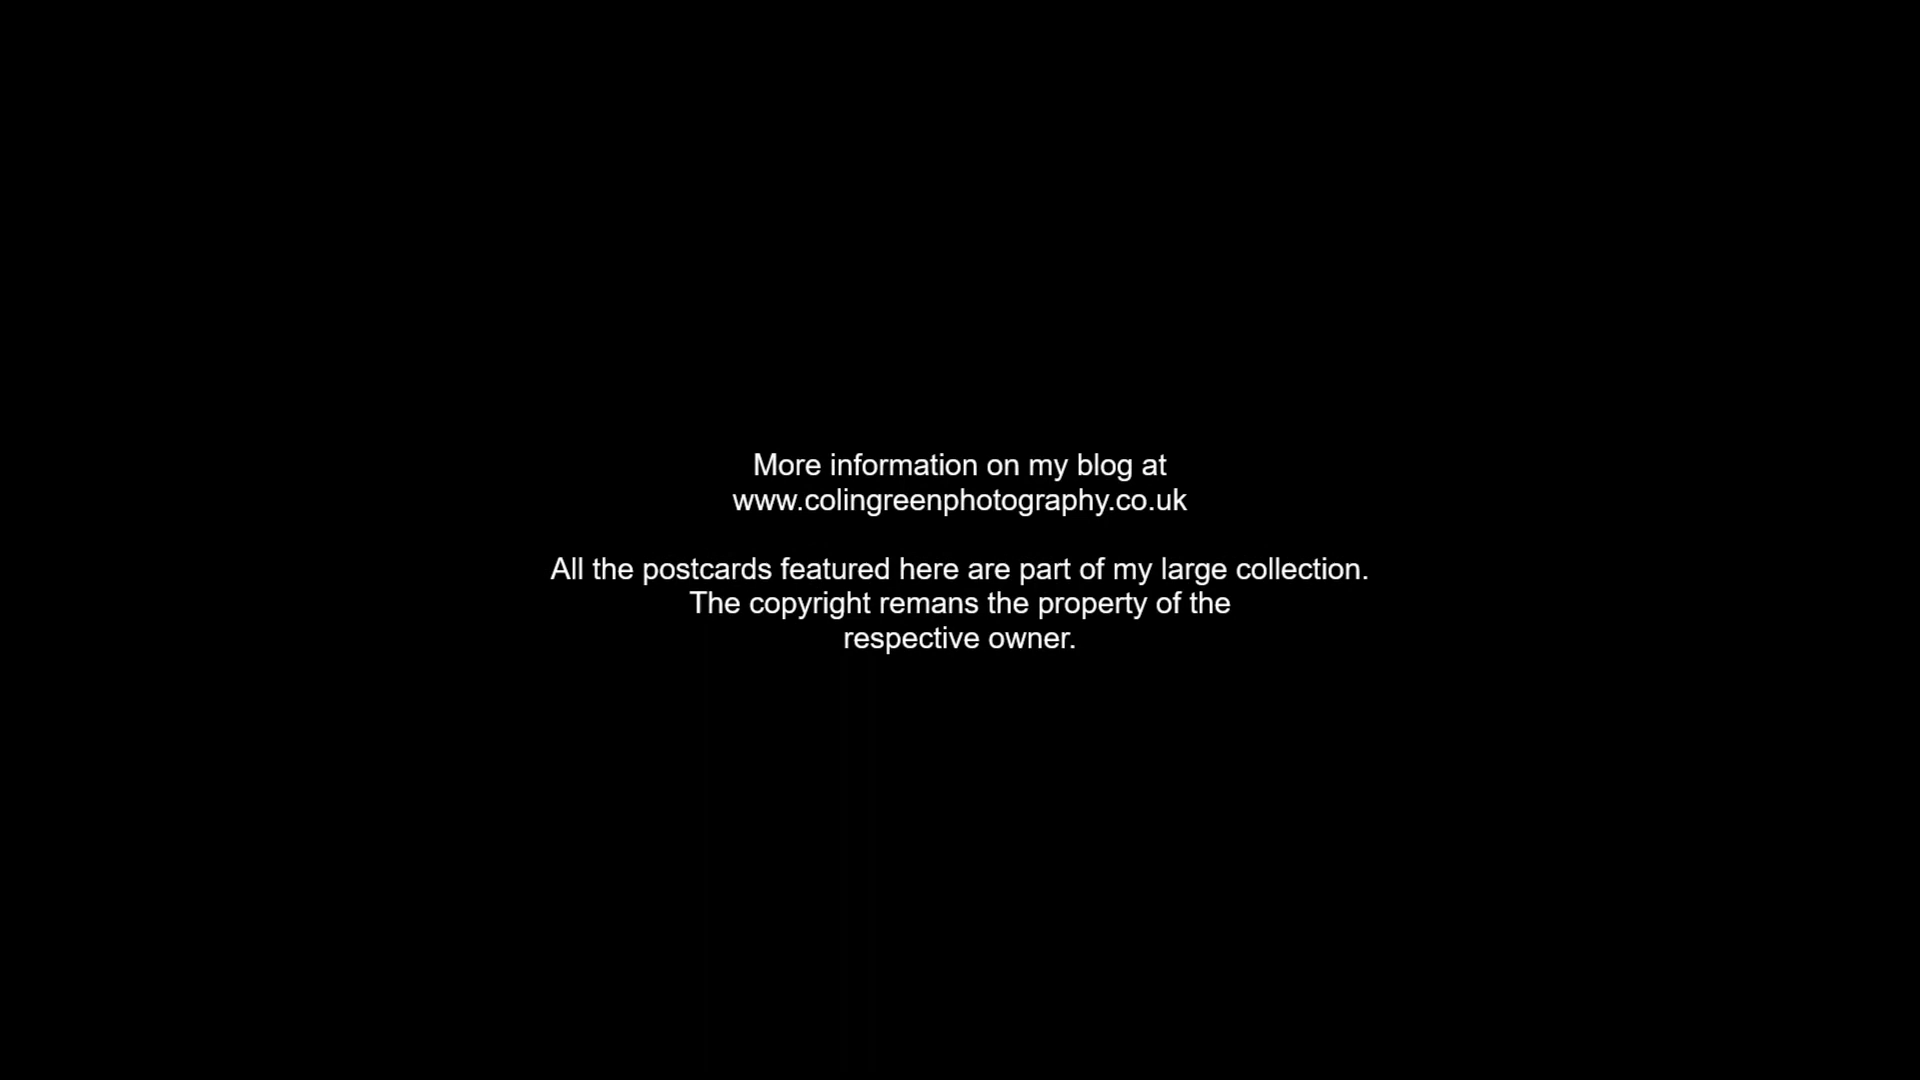 More information on my blog at
www.colingreenphotography.co.uk
All the postcards featured here are part of my large collection.
The copyright remans the property of the
respective owner.